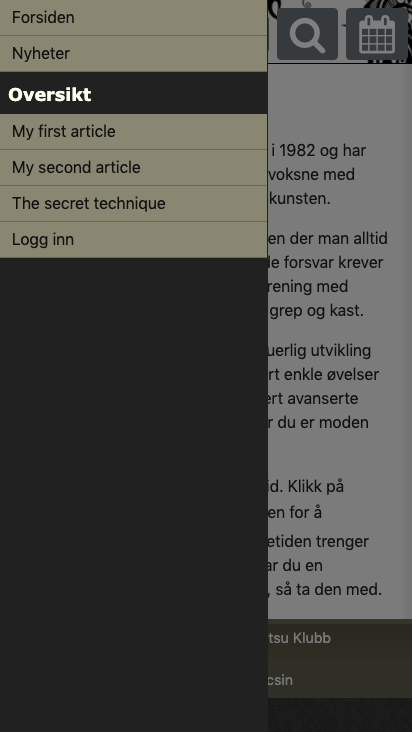 Forsiden
Nyheter
Oversikt
My first article
My second article
The secret technique
Logg inn
i 1982 og har
voksne med
kunsten.
en der man alltid
forsvar krever
rening med
grep og kast.
uerlig utvikling
rt enkle øvelser
ert avanserte
r du er moden
id. Klikk på
en for å
etiden trenger
ar du en
, så ta den med.
tsu Klubb
csin